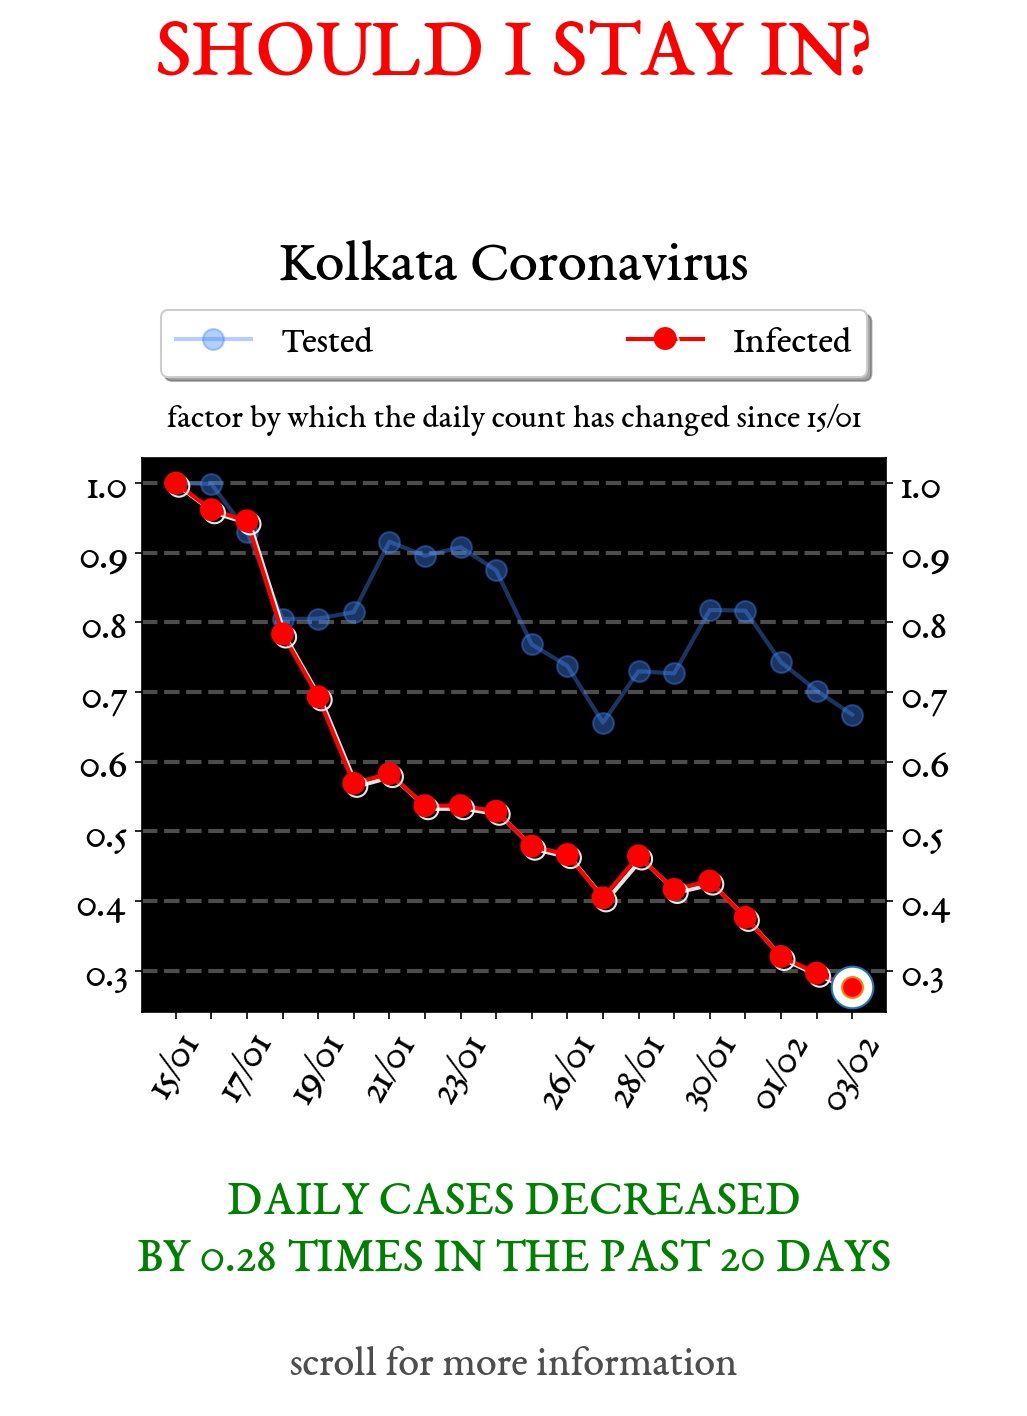 SHOULD I STAY IN?
Kolkata Coronavirus
Tested Infected
factor by which the daily count has changed since 15/01
1.0 1.0
0.9 0.9
0.8 0.8
0.7 0.7
0.6 0.6
0.5 0.5
0.4 0.4
0.3 0.3
15/01 17/01 19/01 21/01 23/01 26/01 28/01 30/01 01/02 03/02
DAILY CASES DECREASED
BY 0.28 TIMES IN THE PAST 20 DAYS
scroll for more information